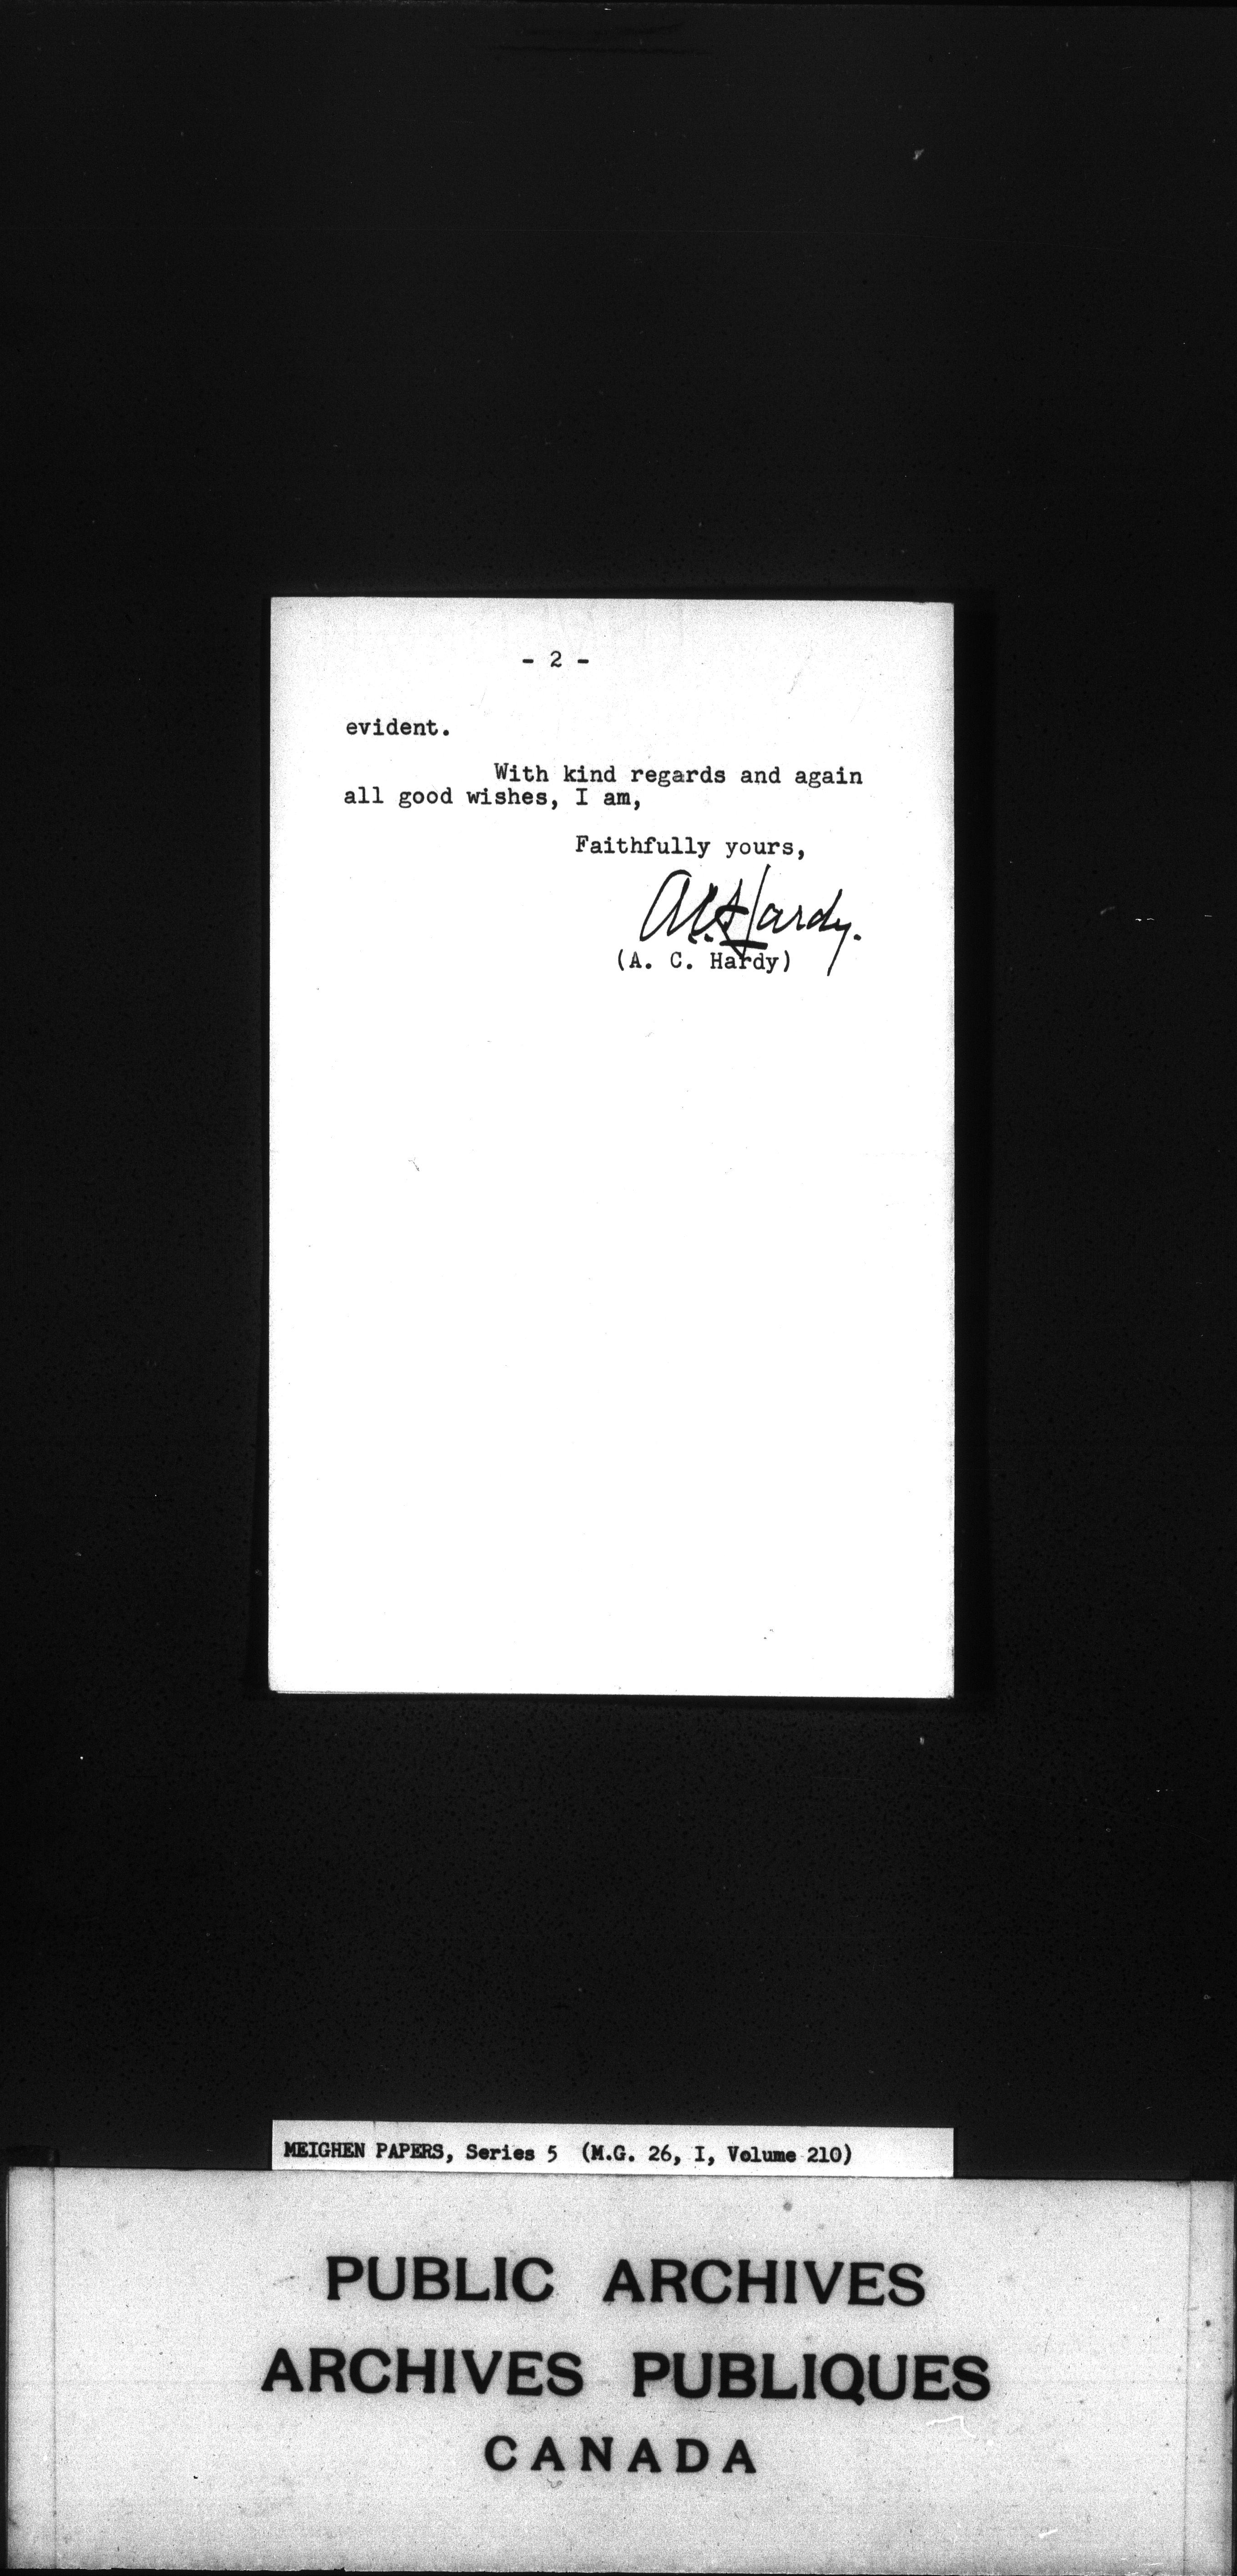 - 2 -
evident.
With kind regards and again
all good wishes, I am,
Faithfully yours,
A.C. Hardy.
(A. C. Hardy)
MEIGHEN PAPERS, Series 5 (M.G. 26, I, Volume 210)
PUBLIC ARCHIVES
ARCHIVES PUBLIQUES
CANADA